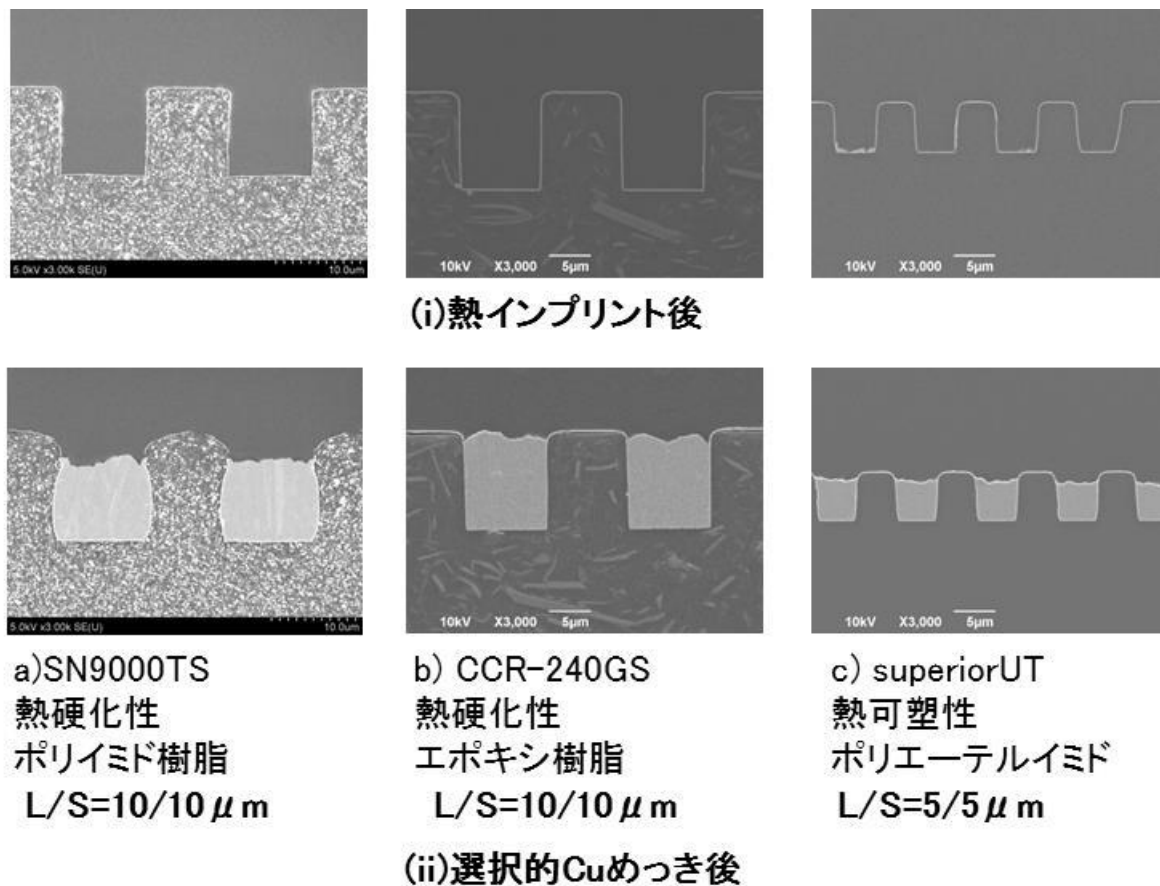 5.0kV x3.00k SE(U) 10.0um
10kV X3,000 5μm
10kV X3,000 5μm
(i)熱インプリント後
5.0kV x3.00k SE(U) 10.0um
10kV X3,000 5μm
10kV X3,000 5μm
a)SN9000TS
熱硬化性
ポリイミド樹脂
L/S=10/10μm
b) CCR-240GS
熱硬化性
エポキシ樹脂
L/S=10/10μm
c) superiorUT
熱可塑性
ポリエーテルイミド
L/S=5/5μm
(ii)選択的Cuめっき後